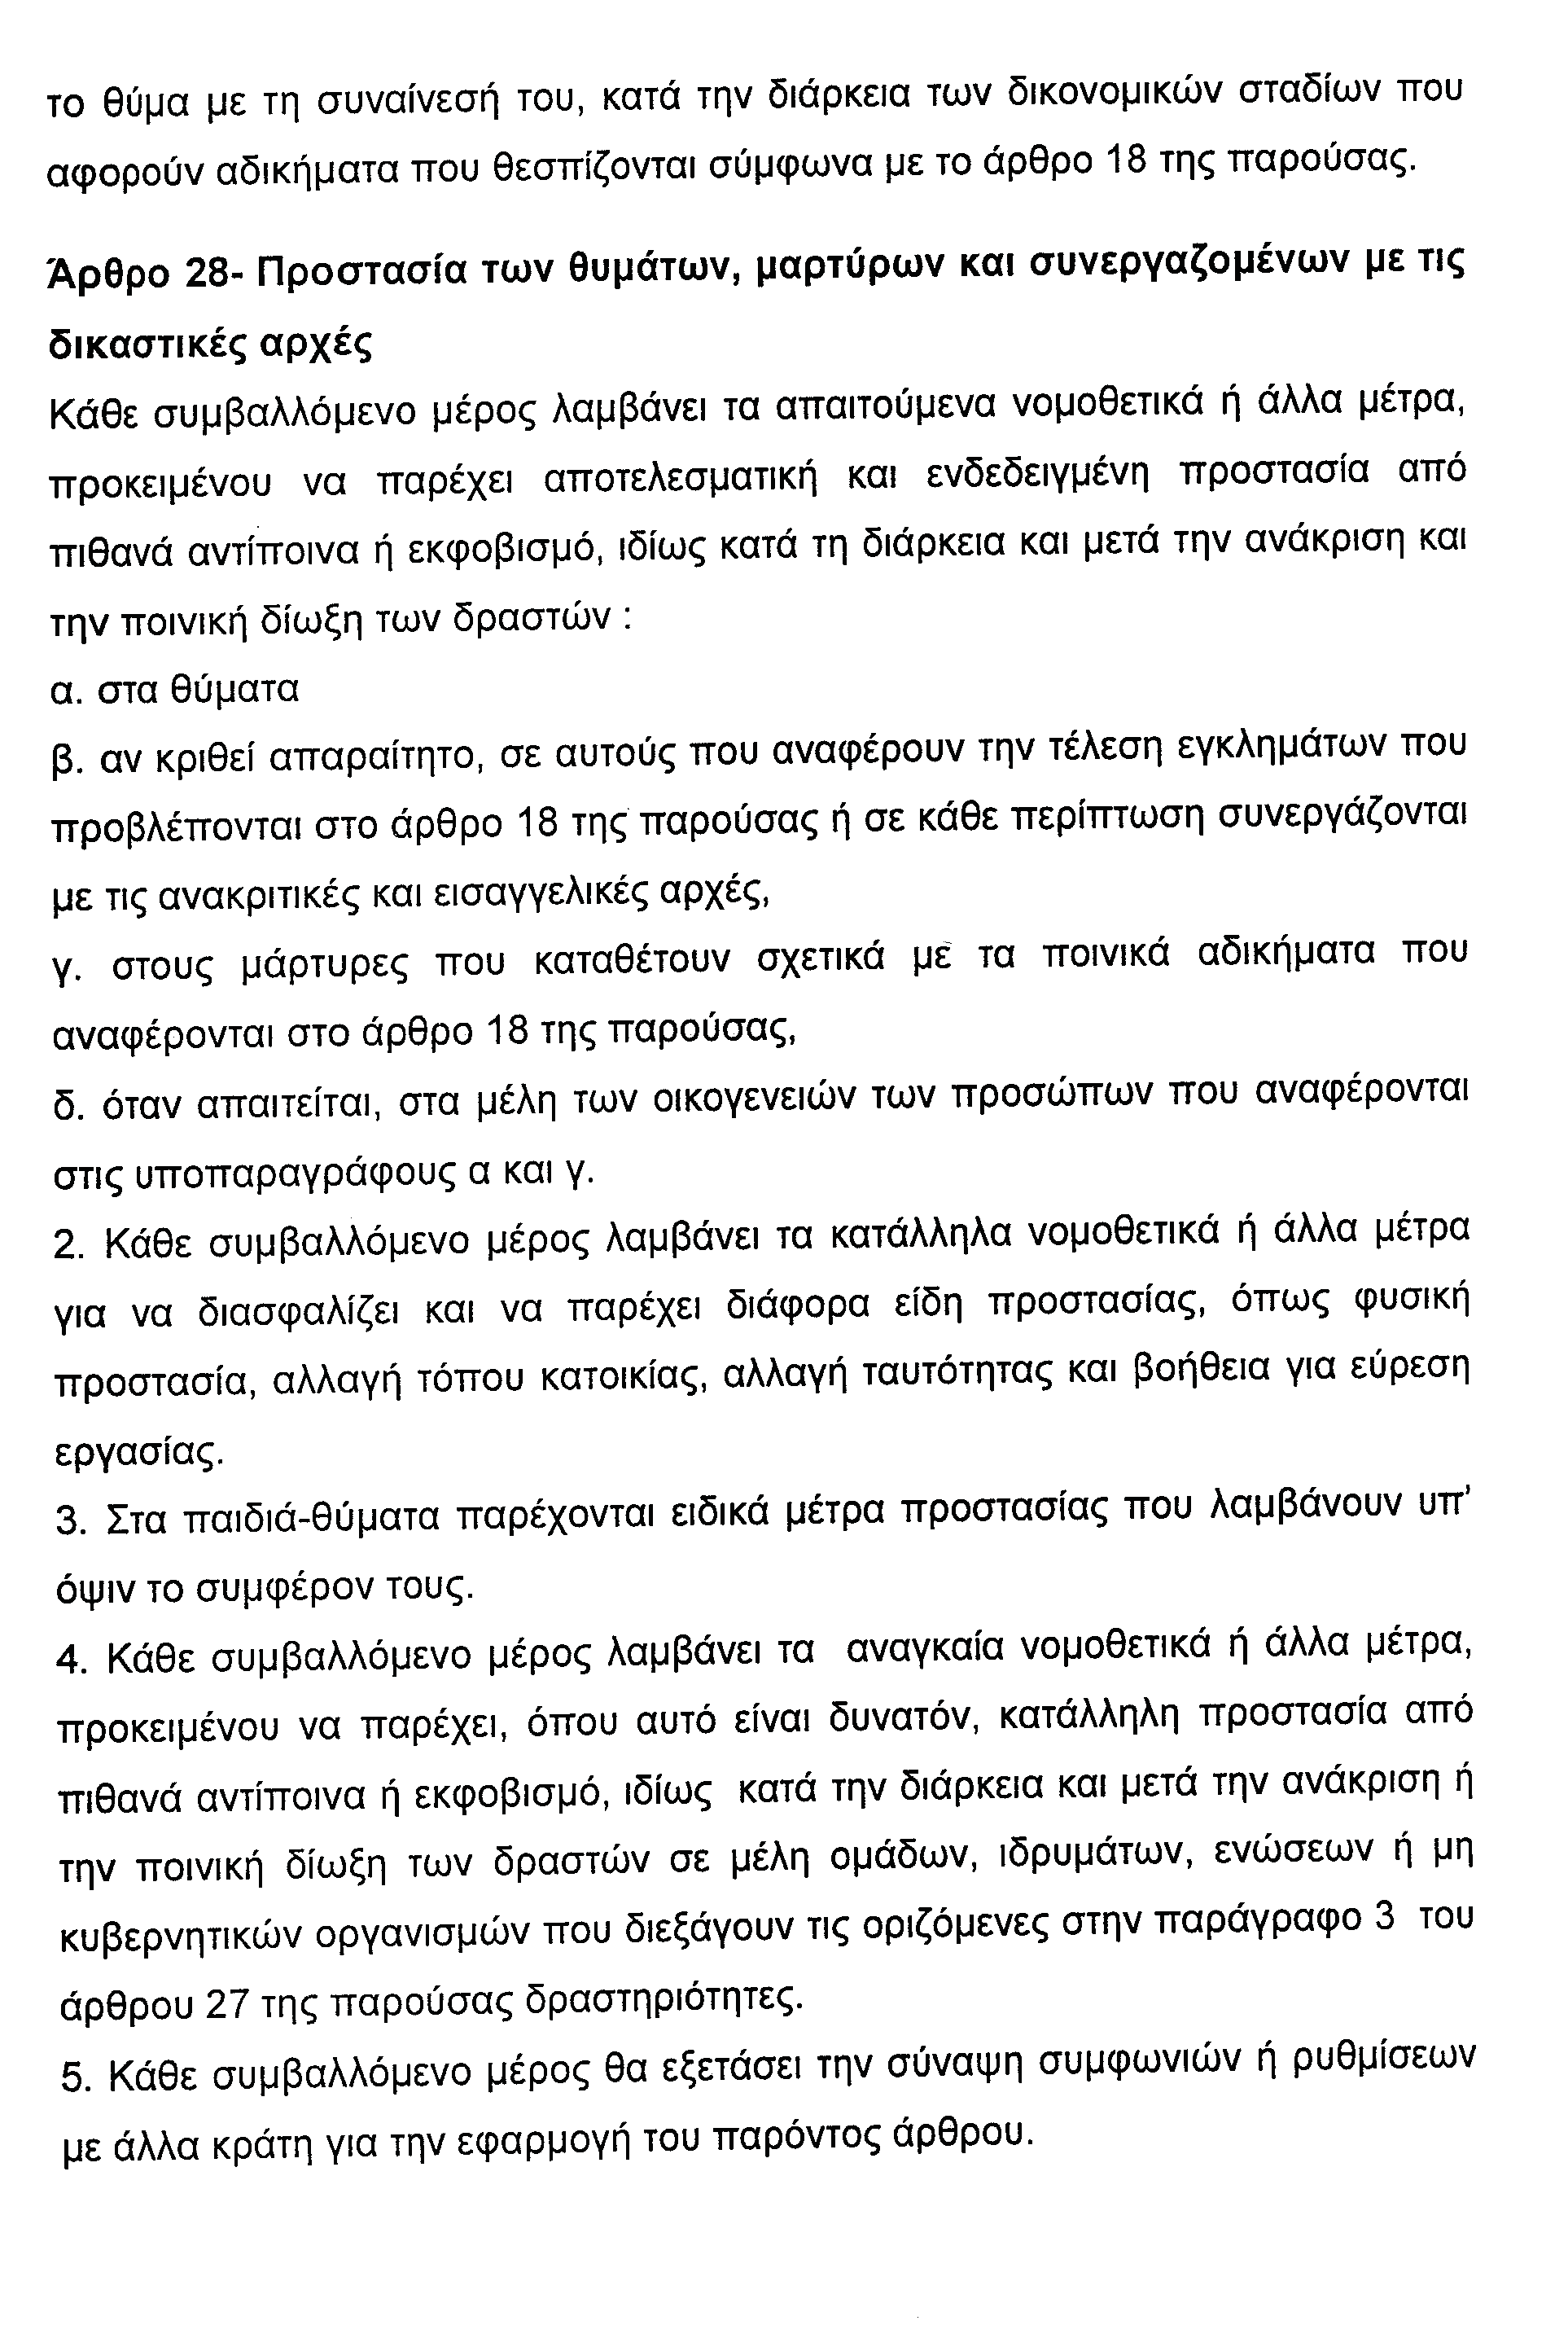 το θύμα με τη συναίνεσή του, κατά την διάρκεια των δικονομικών σταδίων που
αφορούν αδικήματα που θεσπίζονται σύμφωνα με το άρθρο 18 της παρούσας.
Άρθρο 28- Προστασία των θυμάτων, μαρτύρων και συνεργαζομένων με τις
δικαστικές αρχές
Κάθε συμβαλλόμενο μέρος λαμβάνει τα απαιτούμενα νομοθετικά ή άλλα μέτρα,
προκειμένου να παρέχει αποτελεσματική και ενδεδειγμένη προστασία από
πιθανά αντίποινα ή εκφοβισμό, ιδίως κατά τη διάρκεια και μετά την ανάκριση και
την ποινική δίωξη των δραστών :
α. στα θύματα
β. αν κριθεί απαραίτητο, σε αυτούς που αναφέρουν την τέλεση εγκλημάτων που
προβλέπονται στο άρθρο 18 της παρούσας ή σε κάθε περίπτωση συνεργάζονται
με τις ανακριτικές και εισαγγελικές αρχές,
γ. στους μάρτυρες που καταθέτουν σχετικά με τα ποινικά αδικήματα που
αναφέρονται στο άρθρο 18 της παρούσας,
δ. όταν απαιτείται, στα μέλη των οικογενειών των προσώπων που αναφέρονται
στις υποπαραγράφους α και γ.
2. Κάθε συμβαλλόμενο μέρος λαμβάνει τα κατάλληλα νομοθετικά ή άλλα μέτρα
για να διασφαλίζει και να παρέχει διάφορα είδη προστασίας, όπως φυσική
προστασία, αλλαγή τόπου κατοικίας, αλλαγή ταυτότητας και βοήθεια για εύρεση
εργασίας.
3. Στα παιδιά-θύματα παρέχονται ειδικά μέτρα προστασίας που λαμβάνουν υπ'
όψιν το συμφέρον τους.
4. Κάθε συμβαλλόμενο μέρος λαμβάνει τα αναγκαία νομοθετικά ή άλλα μέτρα,
προκειμένου να παρέχει, όπου αυτό είναι δυνατόν, κατάλληλη προστασία από
πιθανά αντίποινα ή εκφοβισμό, ιδίως κατά την διάρκεια και μετά την ανάκριση ή
την ποινική δίωξη των δραστών σε μέλη ομάδων, ιδρυμάτων, ενώσεων ή μη
κυβερνητικών οργανισμών που διεξάγουν τις οριζόμενες στην παράγραφο 3 του
άρθρου 27 της παρούσας δραστηριότητες.
5. Κάθε συμβαλλόμενο μέρος θα εξετάσει την σύναψη συμφωνιών ή ρυθμίσεων
με άλλα κράτη για την εφαρμογή του παρόντος άρθρου.